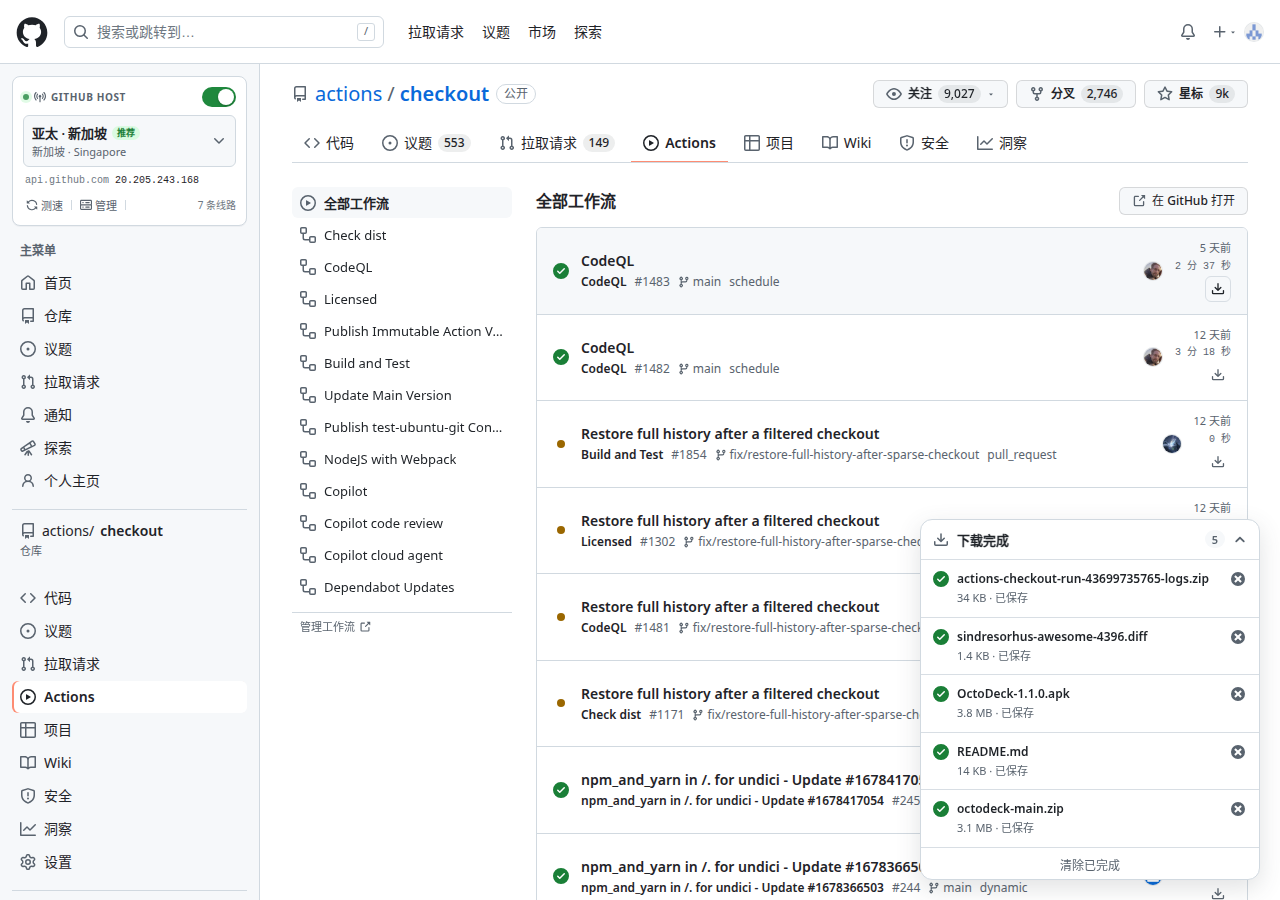 搜索或跳转到…
/
拉取请求
议题
市场
探索
GITHUB HOST
亚太 · 新加坡 推荐
新加坡 · Singapore
api.github.com 20.205.243.168
测速
管理
7 条线路
主菜单
首页
仓库
议题
拉取请求
通知
探索
个人主页
actions/ checkout
仓库
代码
议题
拉取请求
Actions
项目
Wiki
安全
洞察
设置
actions / checkout 公开
关注 9,027
分叉 2,746
星标 9k
代码
议题 553
拉取请求 149
Actions
项目
Wiki
安全
洞察
全部工作流
Check dist
CodeQL
Licensed
Publish Immutable Action V...
Build and Test
Update Main Version
Publish test-ubuntu-git Con...
NodeJS with Webpack
Copilot
Copilot code review
Copilot cloud agent
Dependabot Updates
管理工作流
全部工作流
在 GitHub 打开
CodeQL
CodeQL #1483 main schedule
5 天前
2 分 37 秒
CodeQL
CodeQL #1482 main schedule
12 天前
3 分 18 秒
Restore full history after a filtered checkout
Build and Test #1854 fix/restore-full-history-after-sparse-checkout pull_request
12 天前
0 秒
Restore full history after a filtered checkout
Licensed #1302 fix/restore-full-history-after-sparse-chec
12 天前
Restore full history after a filtered checkout
CodeQL #1481 fix/restore-full-history-after-sparse-check
Restore full history after a filtered checkout
Check dist #1171 fix/restore-full-history-after-sparse-ch
npm_and_yarn in /. for undici - Update #16784170
npm_and_yarn in /. for undici - Update #1678417054 #245
npm_and_yarn in /. for undici - Update #1678366
npm_and_yarn in /. for undici - Update #1678366503 #244 main dynamic
下载完成
5
actions-checkout-run-43699735765-logs.zip
34 KB · 已保存
sindresorhus-awesome-4396.diff
1.4 KB · 已保存
OctoDeck-1.1.0.apk
3.8 MB · 已保存
README.md
14 KB · 已保存
octodeck-main.zip
3.1 MB · 已保存
清除已完成